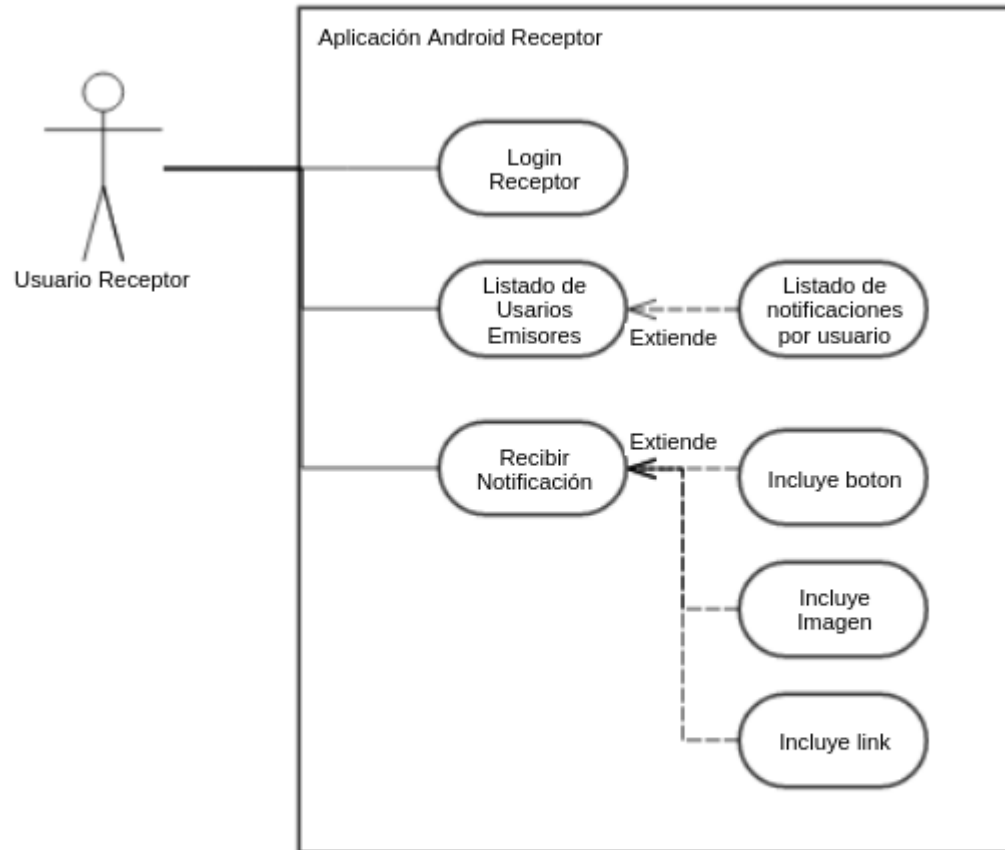 Aplicación Android Receptor
Login
Receptor
Usuario Receptor
Listado de
Usarios
Emisores
Extiende
Listado de
notificaciones
por usuario
Recibir
Notificación
Extiende
Incluye boton
Incluye
Imagen
Incluye link